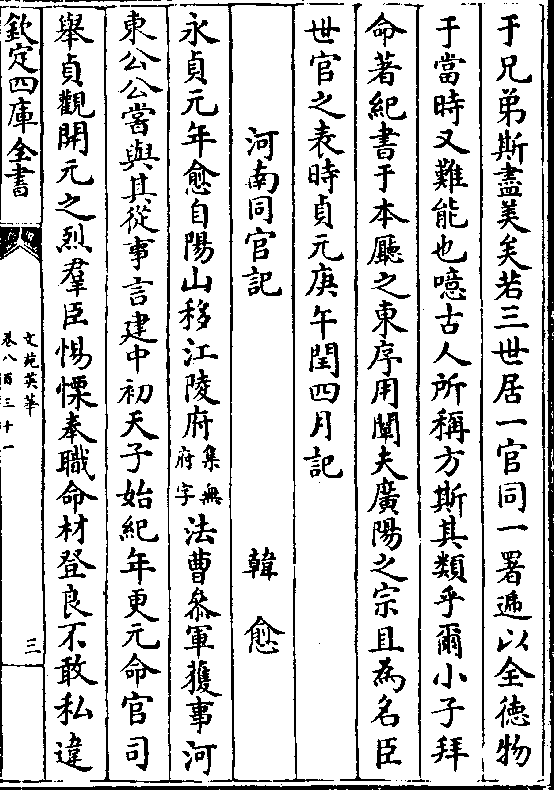 于兄弟斯盡美矣若三世居一官同一署遞以全徳物
于當時又難能也噫古人所稱方斯其類乎爾小子拜
命著紀書于本廳之東序用闡夫廣陽之宗且為名臣
世官之表時貞元庚午閏四月記
河南同官記 韓愈
永貞元年愈自陽山移江陵府集無府字法曹叅軍獲事河
東公公嘗與其從事言建中初天子始紀年更元命官司
舉貞觀開元之烈羣臣惕慄奉職命材登良不敢私違
欽定四庫全書
文苑英華
卷八百三十一
三